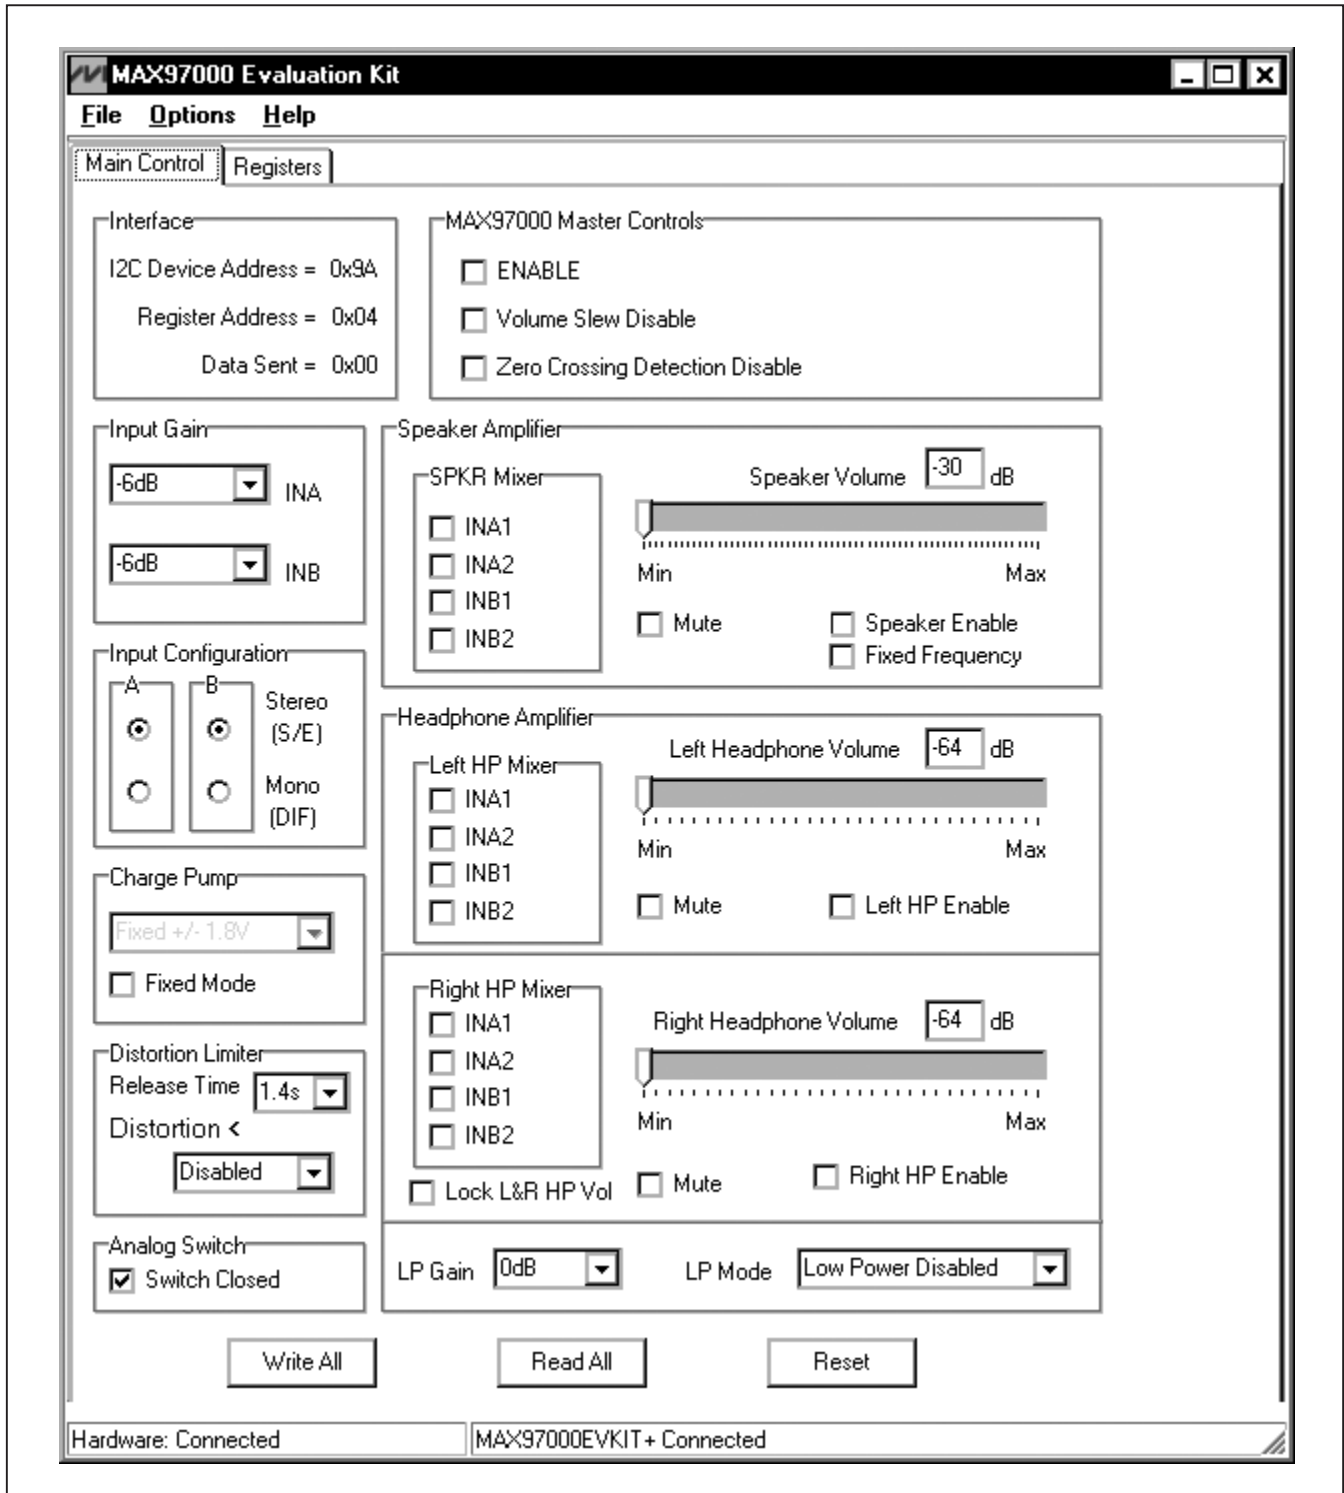 MAX97000 Evaluation Kit
File Options Help
Main Control Registers
Interface
I2C Device Address = 0x9A
Register Address = 0x04
Data Sent = 0x00
MAX97000 Master Controls
ENABLE
Volume Slew Disable
Zero Crossing Detection Disable
Input Gain
-6dB INA
-6dB INB
Input Configuration
A B
Stereo
(S/E)
Mono
(DIF)
Charge Pump
Fixed +/- 1.8V
Fixed Mode
Distortion Limiter
Release Time 1.4s
Distortion <
Disabled
Analog Switch
Switch Closed
Speaker Amplifier
SPKR Mixer
INA1
INA2
INB1
INB2
Speaker Volume -30 dB
Min Max
Mute Speaker Enable
Fixed Frequency
Headphone Amplifier
Left HP Mixer
INA1
INA2
INB1
INB2
Left Headphone Volume -64 dB
Min Max
Mute Left HP Enable
Right HP Mixer
INA1
INA2
INB1
INB2
Lock L&R HP Vol
Right Headphone Volume -64 dB
Min Max
Mute Right HP Enable
LP Gain 0dB LP Mode Low Power Disabled
Write All Read All Reset
Hardware: Connected MAX97000EVKIT+ Connected